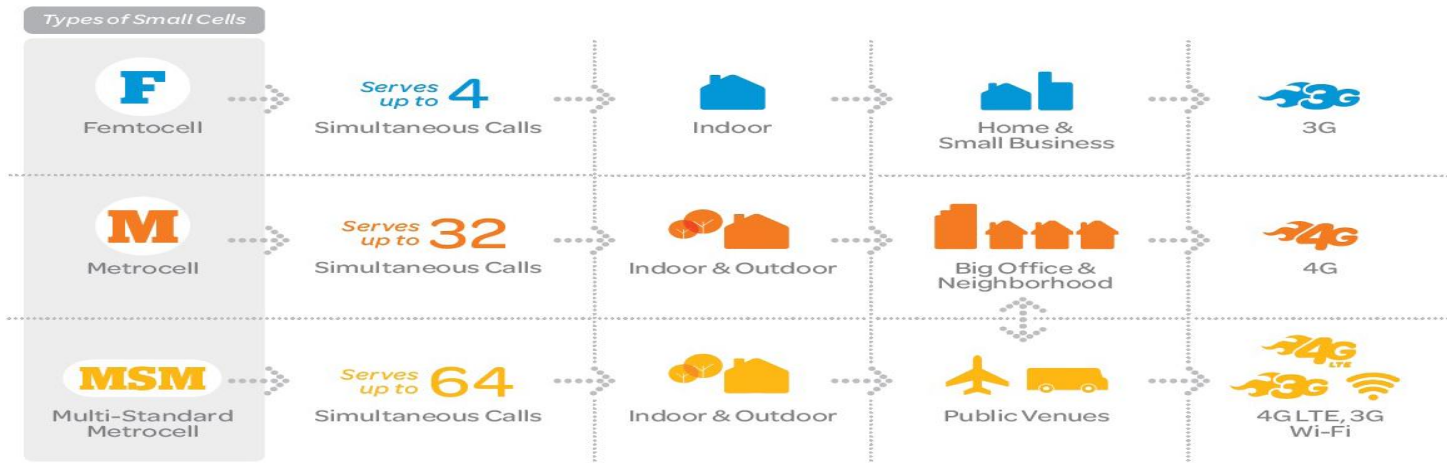 Types of Small Cells
F
Femtocell
Serves
up to 4
Simultaneous Calls
Indoor
Home &
Small Business
3G
3G
M
Metrocell
Serves
up to 32
Simultaneous Calls
Indoor & Outdoor
Big Office &
Neighborhood
4G
4G
MSM
Multi-Standard
Metrocell
Serves
up to 64
Simultaneous Calls
Indoor & Outdoor
Public Venues
4G
LTE
3G
4G LTE, 3G
Wi-Fi